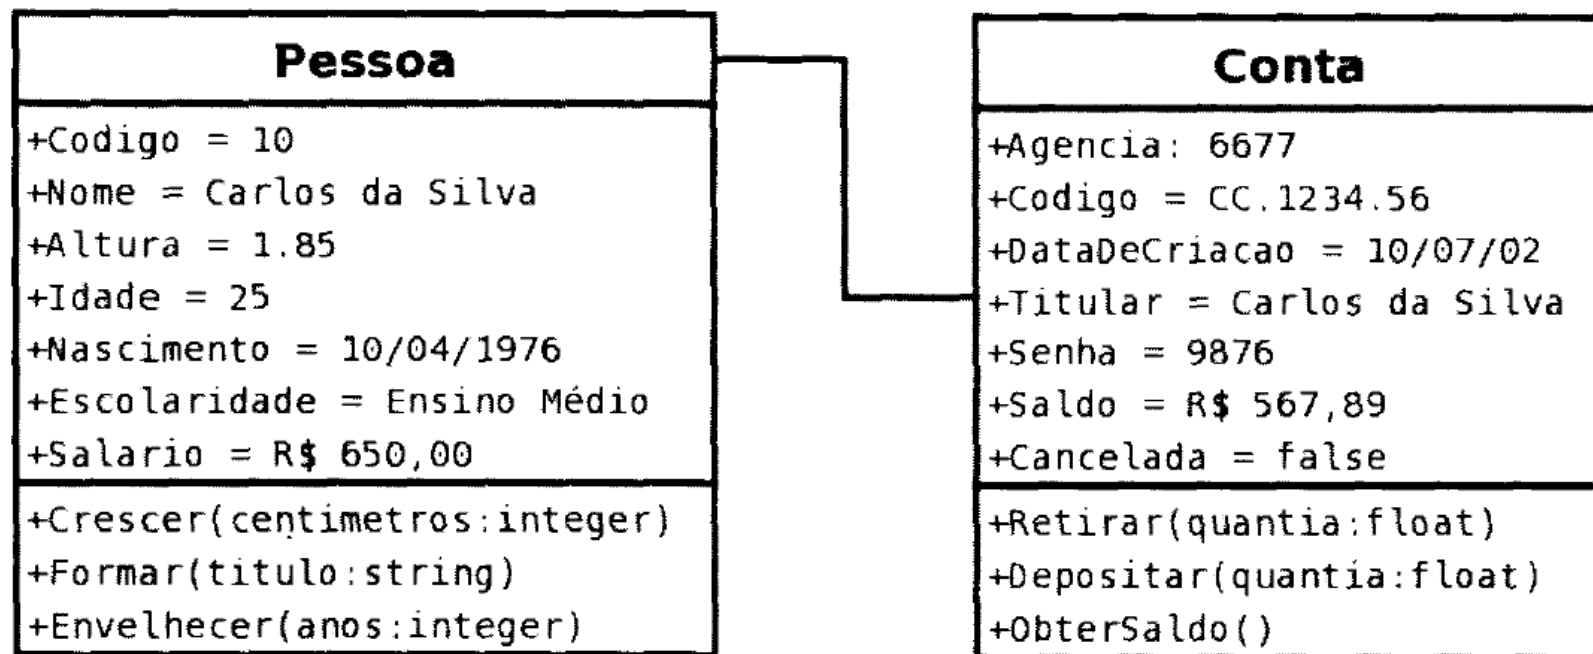 Pessoa
+Codigo = 10
+Nome = Carlos da Silva
+Altura = 1.85
+Idade = 25
+Nascimento = 10/04/1976
+Escolaridade = Ensino Médio
+Salario = R$ 650,00
+Crescer(centimetros:integer)
+Formar(titulo:string)
+Envelhecer(anos:integer)
Conta
+Agencia: 6677
+Codigo = CC.1234.56
+DataDeCriacao = 10/07/02
+Titular = Carlos da Silva
+Senha = 9876
+Saldo = R$ 567,89
+Cancelada = false
+Retirar(quantia:float)
+Depositar(quantia:float)
+ObterSaldo()